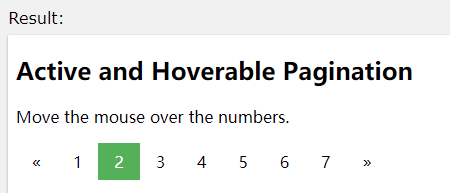 Result:
Active and Hoverable Pagination
Move the mouse over the numbers.
« 1 2 3 4 5 6 7 »